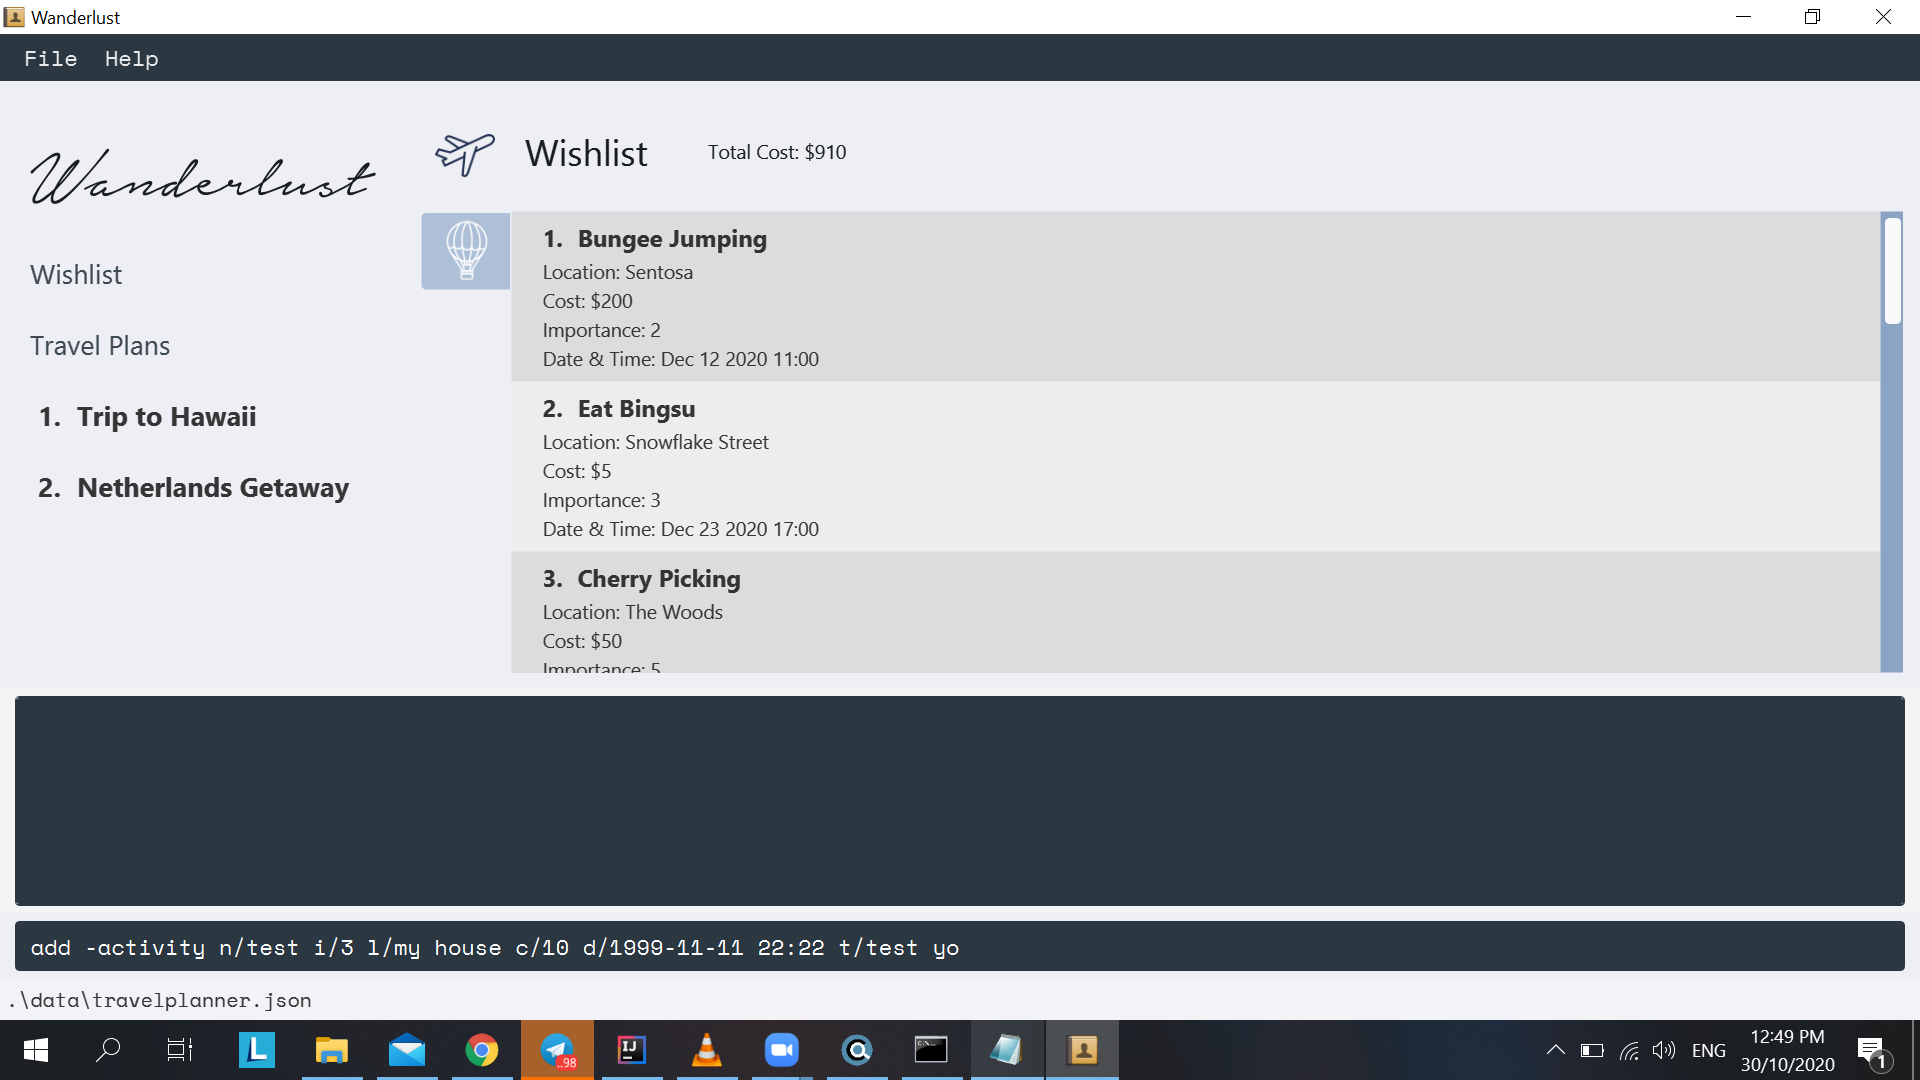 Wanderlust
File Help
Wanderlust
Wishlist
Travel Plans
1. Trip to Hawaii
2. Netherlands Getaway
Wishlist Total Cost: $910
1. Bungee Jumping
Location: Sentosa
Cost: $200
Importance: 2
Date & Time: Dec 12 2020 11:00
2. Eat Bingsu
Location: Snowflake Street
Cost: $5
Importance: 3
Date & Time: Dec 23 2020 17:00
3. Cherry Picking
Location: The Woods
Cost: $50
Importance: 5
add -activity n/test i/3 l/my house c/10 d/1999-11-11 22:22 t/test yo
.\data\travelplanner.json
L
..98
IJ
C:\
ENG
12:49 PM
30/10/2020
1